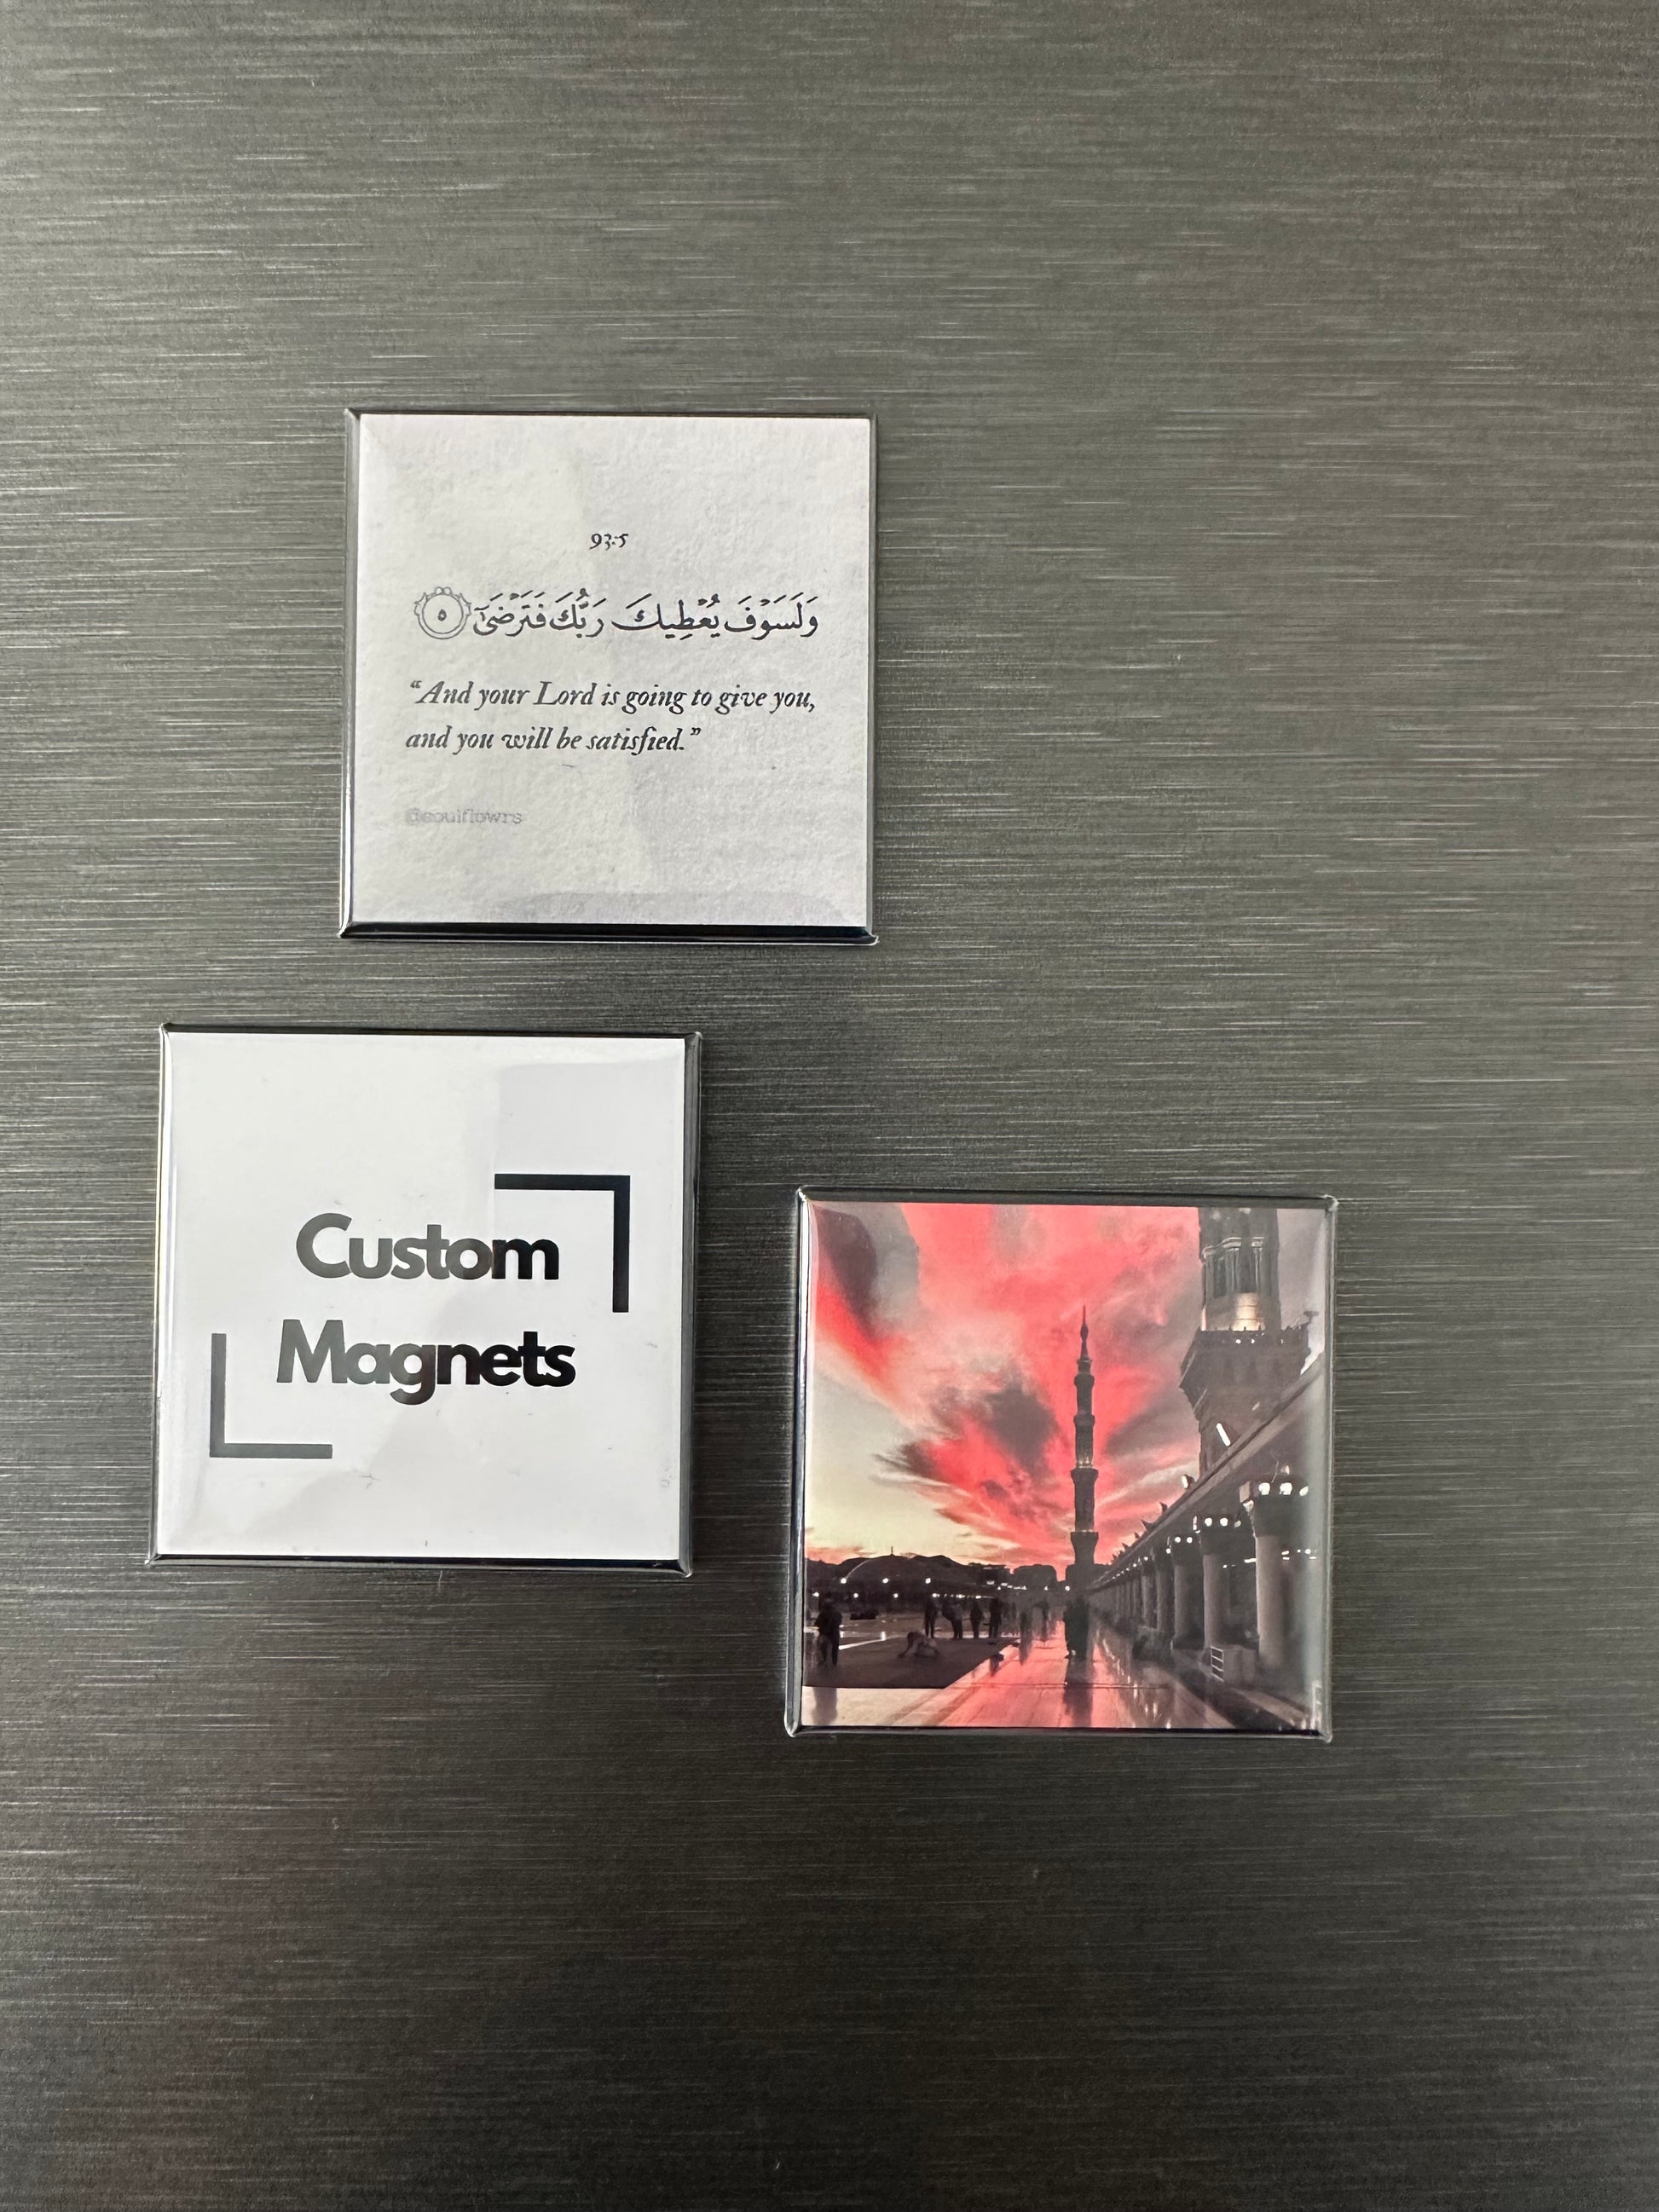 93:5
وَلَسَوْفَ يُعْطِيكَ رَبُّكَ فَتَرْضَىٰٓ ٥
“And your Lord is going to give you,
and you will be satisfied.”
@soulflowrs
Custom
Magnets